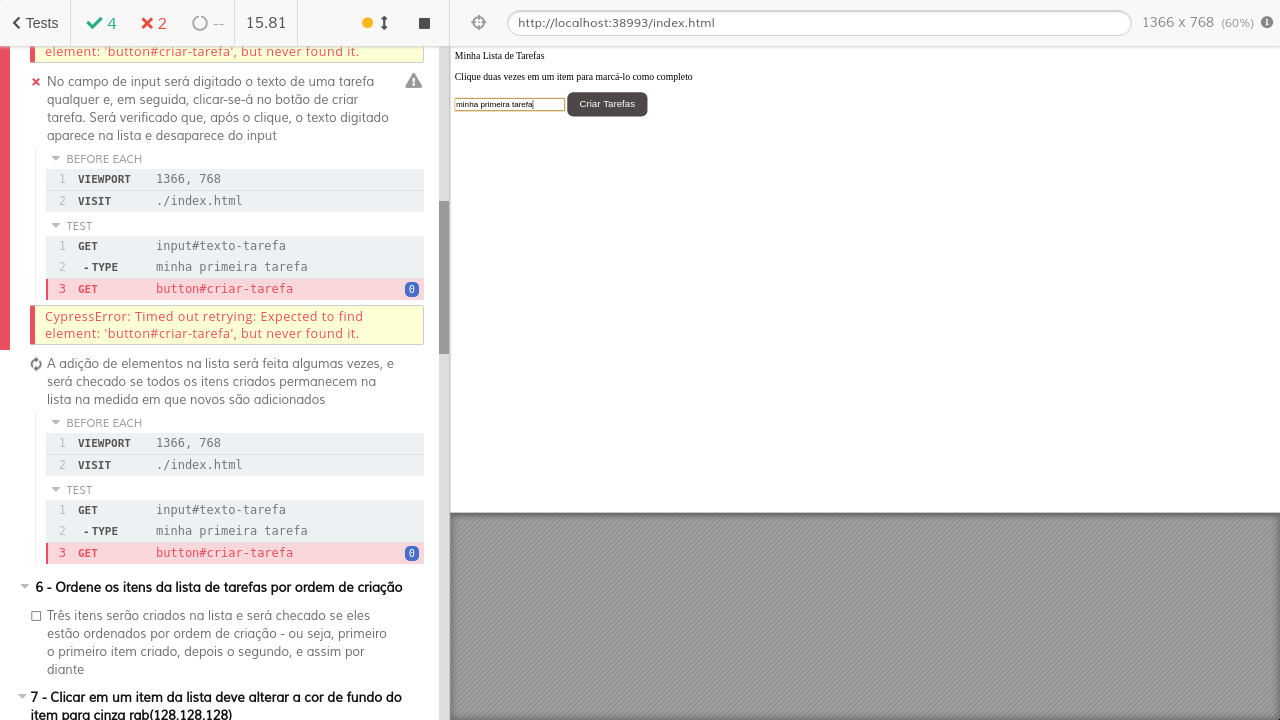 Tests
4
2
--
15.81
http://localhost:38993/index.html
1366 x 768 (60%)
element: 'button#criar-tarefa', but never found it.
No campo de input será digitado o texto de uma tarefa
qualquer e, em seguida, clicar-se-á no botão de criar
tarefa. Será verificado que, após o clique, o texto digitado
aparece na lista e desaparece do input
BEFORE EACH
1 VIEWPORT 1366, 768
2 VISIT ./index.html
TEST
1 GET input#texto-tarefa
2 - TYPE minha primeira tarefa
3 GET button#criar-tarefa 0
CypressError: Timed out retrying: Expected to find
element: 'button#criar-tarefa', but never found it.
A adição de elementos na lista será feita algumas vezes, e
será checado se todos os itens criados permanecem na
lista na medida em que novos são adicionados
BEFORE EACH
1 VIEWPORT 1366, 768
2 VISIT ./index.html
TEST
1 GET input#texto-tarefa
2 - TYPE minha primeira tarefa
3 GET button#criar-tarefa 0
6 - Ordene os itens da lista de tarefas por ordem de criação
Três itens serão criados na lista e será checado se eles
estão ordenados por ordem de criação - ou seja, primeiro
o primeiro item criado, depois o segundo, e assim por
diante
7 - Clicar em um item da lista deve alterar a cor de fundo do
item para cinza rgb(128,128,128)
Minha Lista de Tarefas
Clique duas vezes em um item para marcá-lo como completo
minha primeira tarefa Criar Tarefas